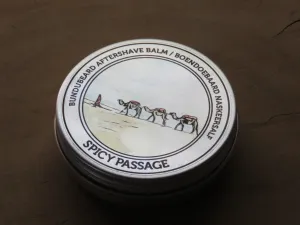 BUNDUBEARD AFTERSHAVE BALM / BOENDOEBAARD NASKEERSALF
SPICY PASSAGE